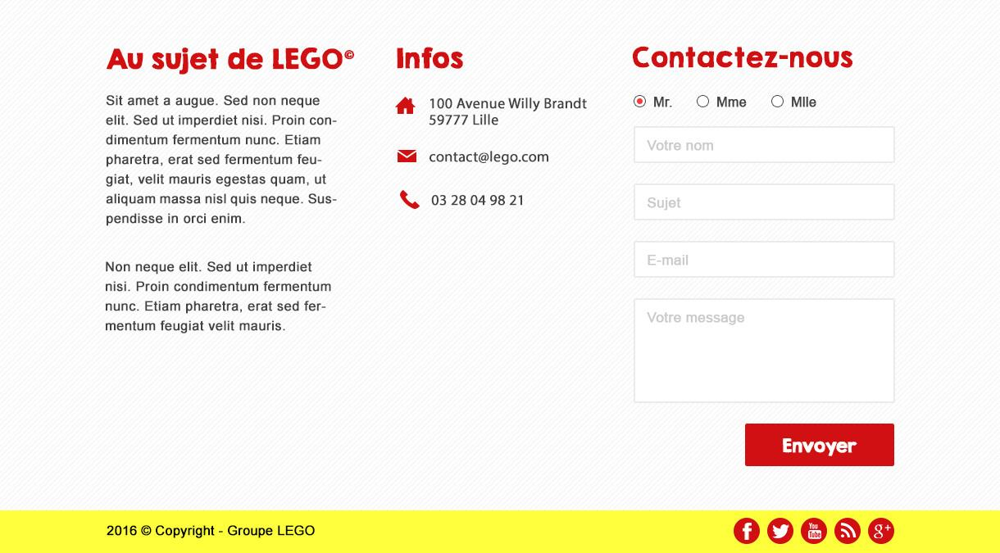 Au sujet de LEGO©
Sit amet a augue. Sed non neque
elit. Sed ut imperdiet nisi. Proin con-
dimentum fermentum nunc. Etiam
pharetra, erat sed fermentum feu-
giat, velit mauris egestas quam, ut
aliquam massa nisl quis neque. Sus-
pendisse in orci enim.
Non neque elit. Sed ut imperdiet
nisi. Proin condimentum fermentum
nunc. Etiam pharetra, erat sed fer-
mentum feugiat velit mauris.
Infos
100 Avenue Willy Brandt
59777 Lille
contact@lego.com
03 28 04 98 21
Contactez-nous
Mr. Mme Mlle
Votre nom
Sujet
E-mail
Votre message
Envoyer
2016 © Copyright - Groupe LEGO
f
You
Tube
g+